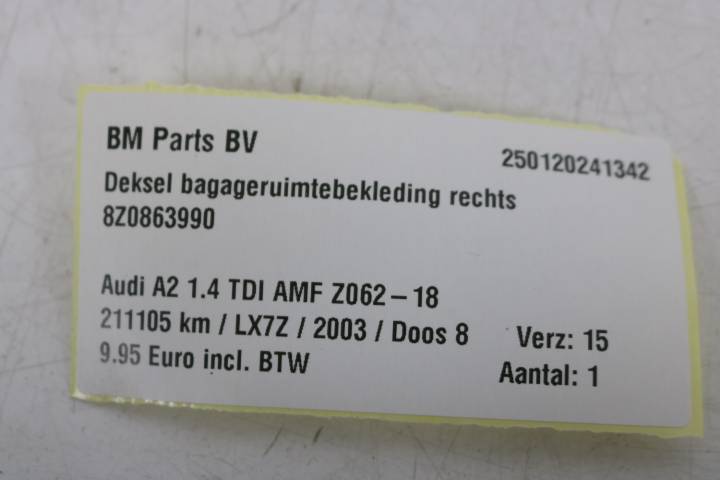 BM Parts BV
250120241342
Deksel bagageruimtebekleding rechts
8Z0863990
Audi A2 1.4 TDI AMF Z062-18
211105 km / LX7Z / 2003 / Doos 8
Verz: 15
9.95 Euro incl. BTW
Aantal: 1